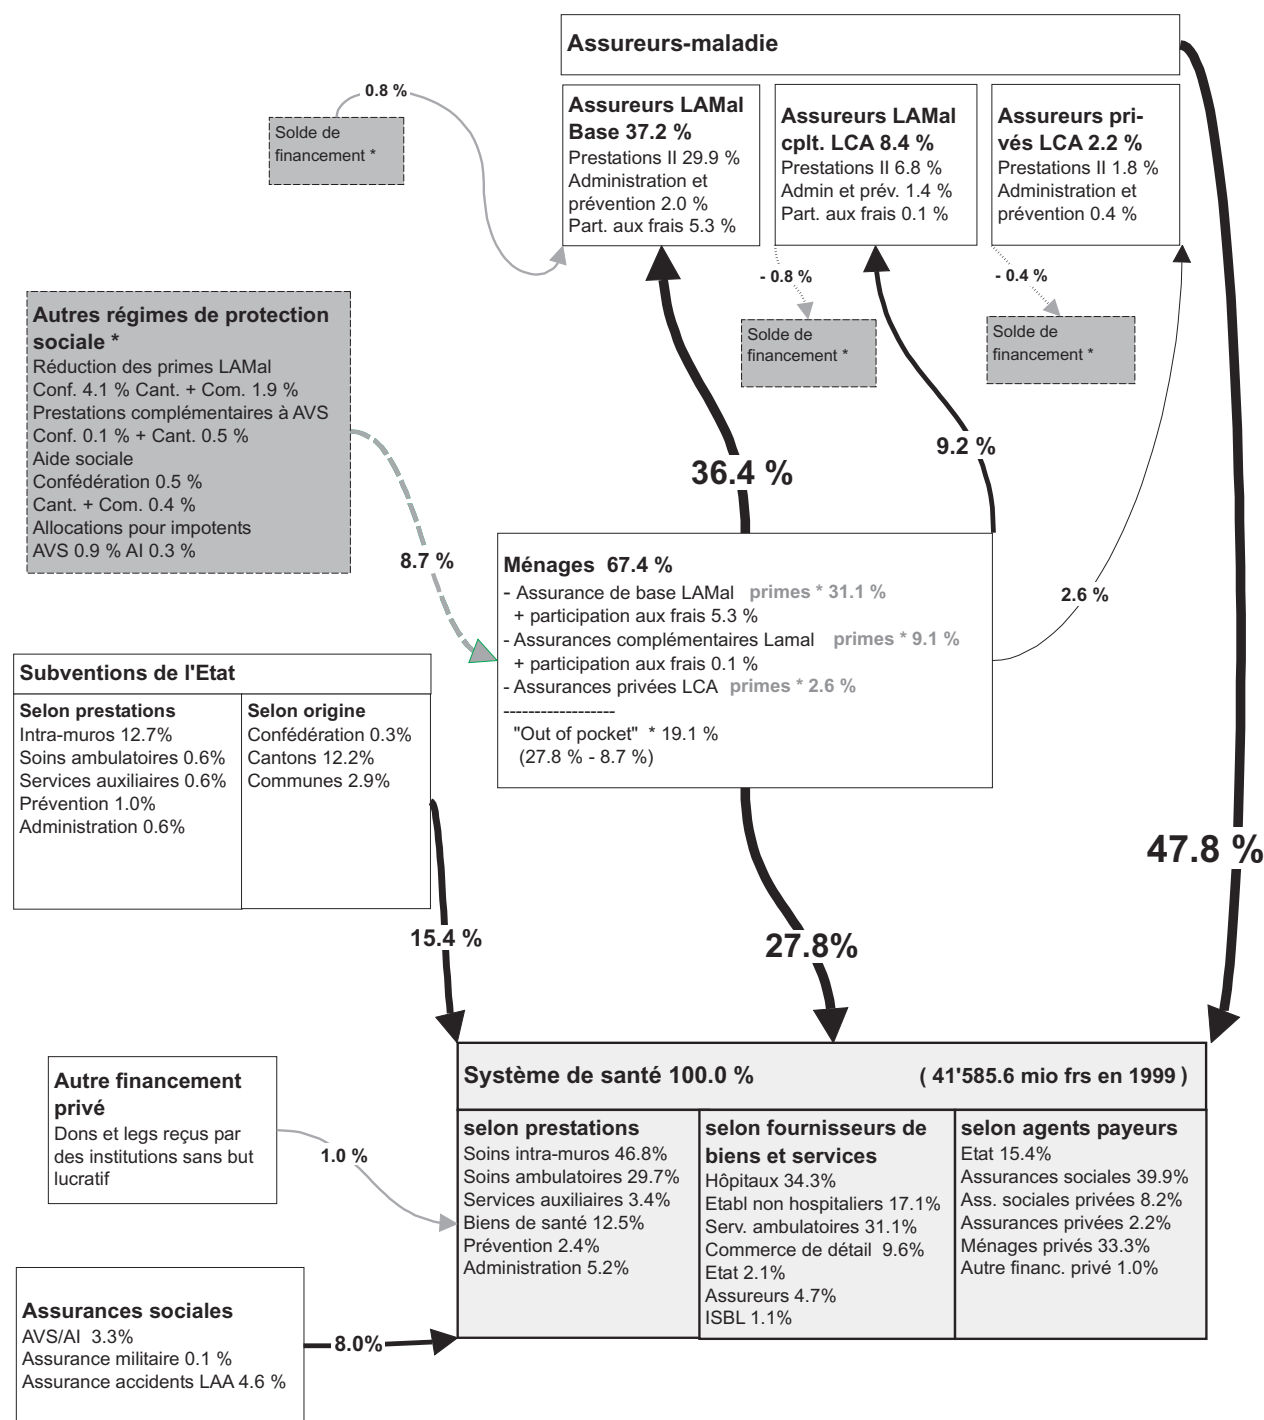 Assureurs-maladie
0.8 %
Solde de
financement *
Assureurs LAMal
Base 37.2 %
Prestations II 29.9 %
Administration et
prévention 2.0 %
Part. aux frais 5.3 %
Assureurs LAMal
cplt. LCA 8.4 %
Prestations II 6.8 %
Admin et prév. 1.4 %
Part. aux frais 0.1 %
Assureurs pri-
vés LCA 2.2 %
Prestations II 1.8 %
Administration et
prévention 0.4 %
- 0.8 %
- 0.4 %
Solde de
financement *
Solde de
financement *
Autres régimes de protection
sociale *
Réduction des primes LAMal
Conf. 4.1 % Cant. + Com. 1.9 %
Prestations complémentaires à AVS
Conf. 0.1 % + Cant. 0.5 %
Aide sociale
Confédération 0.5 %
Cant. + Com. 0.4 %
Allocations pour impotents
AVS 0.9 % AI 0.3 %
8.7 %
36.4 %
9.2 %
2.6 %
Ménages 67.4 %
- Assurance de base LAMal primes * 31.1 %
+ participation aux frais 5.3 %
- Assurances complémentaires Lamal primes * 9.1 %
+ participation aux frais 0.1 %
- Assurances privées LCA primes * 2.6 %
------------------
"Out of pocket" * 19.1 %
(27.8 % - 8.7 %)
Subventions de l'Etat
Selon prestations
Intra-muros 12.7%
Soins ambulatoires 0.6%
Services auxiliaires 0.6%
Prévention 1.0%
Administration 0.6%
Selon origine
Confédération 0.3%
Cantons 12.2%
Communes 2.9%
15.4 %
27.8%
47.8 %
Autre financement
privé
Dons et legs reçus par
des institutions sans but
lucratif
1.0 %
Système de santé 100.0 % ( 41'585.6 mio frs en 1999 )
selon prestations
Soins intra-muros 46.8%
Soins ambulatoires 29.7%
Services auxiliaires 3.4%
Biens de santé 12.5%
Prévention 2.4%
Administration 5.2%
selon fournisseurs de
biens et services
Hôpitaux 34.3%
Etabl non hospitaliers 17.1%
Serv. ambulatoires 31.1%
Commerce de détail 9.6%
Etat 2.1%
Assureurs 4.7%
ISBL 1.1%
selon agents payeurs
Etat 15.4%
Assurances sociales 39.9%
Ass. sociales privées 8.2%
Assurances privées 2.2%
Ménages privés 33.3%
Autre financ. privé 1.0%
Assurances sociales
AVS/AI 3.3%
Assurance militaire 0.1 %
Assurance accidents LAA 4.6 %
8.0%